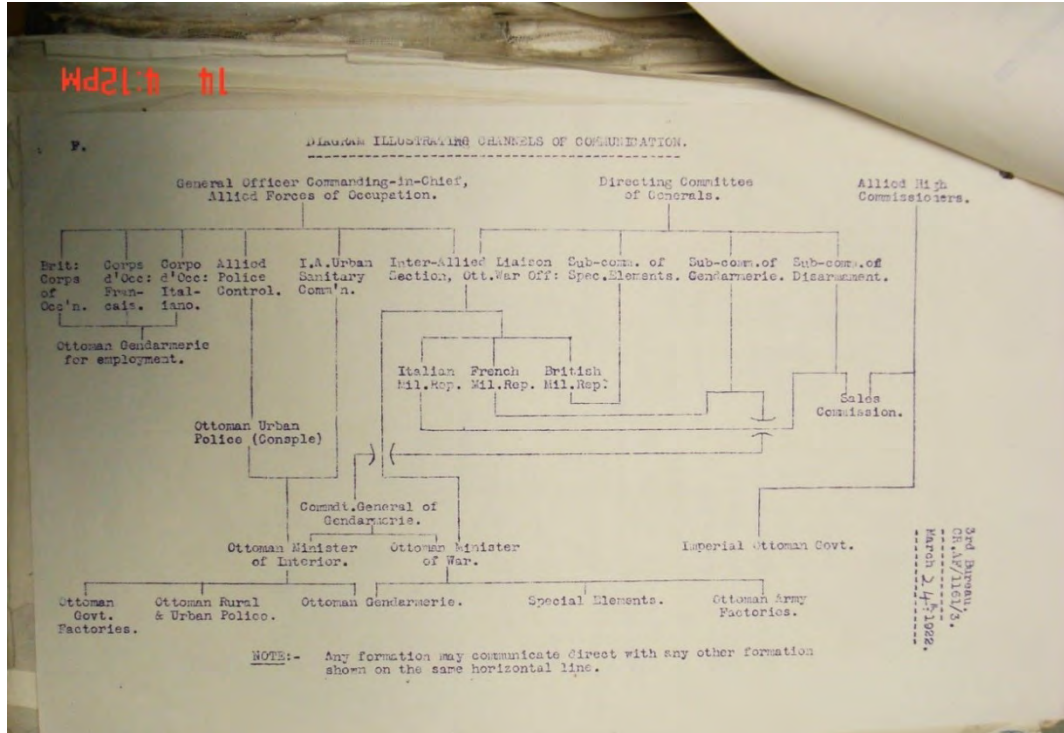 14 4:12PM
F.
DIAGRAM ILLUSTRATING CHANNELS OF COMMUNICATION.
General Officer Commanding-in-Chief,
Allied Forces of Occupation.
Directing Committee
of Generals.
Allied High
Commissioners.
Brit:
Corps
of
Occ'n.
Corps
d'Occ:
Fran-
cais.
Corpo
d'Occ:
Ital-
iano.
Allied
Police
Control.
I.A.Urban
Sanitary
Comm'n.
Inter-Allied Liaison
Section, Ott.War Off:
Sub-comm. of
Spec.Elements.
Sub-comm.of
Gendarmerie.
Sub-comm.of
Disarmament.
Ottoman Gendarmerie
for employment.
Italian
Mil.Rep.
French
Mil.Rep.
British
Mil.Rep.
Sales
Commission.
Ottoman Urban
Police (Consple)
Commdt.General of
Gendarmerie.
Ottoman Minister
of Interior.
Ottoman Minister
of War.
Imperial Ottoman Govt.
Ottoman
Govt.
Factories.
Ottoman Rural
& Urban Police.
Ottoman Gendarmerie.
Special Elements.
Ottoman Army
Factories.
NOTE:- Any formation may communicate direct with any other formation
shown on the same horizontal line.
3rd Bureau.
CR.AF/1161/3.
March 24th 1922.